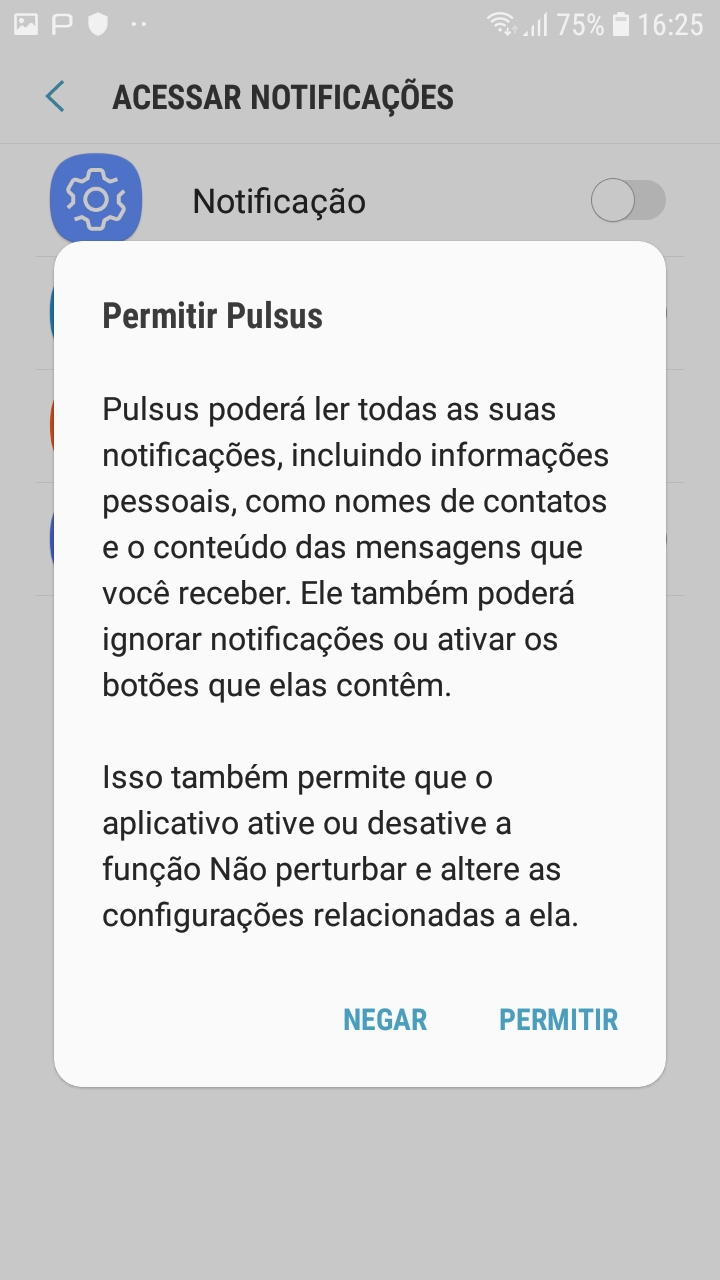 75% 16:25
ACESSAR NOTIFICAÇÕES
Notificação
Permitir Pulsus
Pulsus poderá ler todas as suas
notificações, incluindo informações
pessoais, como nomes de contatos
e o conteúdo das mensagens que
você receber. Ele também poderá
ignorar notificações ou ativar os
botões que elas contêm.
Isso também permite que o
aplicativo ative ou desative a
função Não perturbar e altere as
configurações relacionadas a ela.
NEGAR PERMITIR